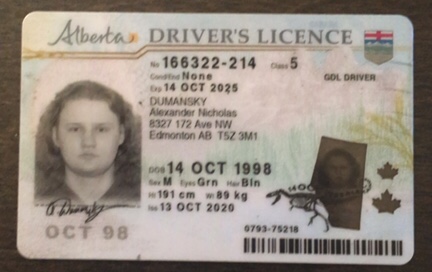 Alberta DRIVER'S LICENCE
No 166322-214 Class 5
Cond/End None GDL DRIVER
Exp 14 OCT 2025
DUMANSKY
Alexander Nicholas
8327 172 Ave NW
Edmonton AB T5Z 3M1
DOB 14 OCT 1998
Sex M Eyes Grn Hair Bln
Ht 191 cm Wt 89 kg
Iss 13 OCT 2020
OCT 98
0793-75218